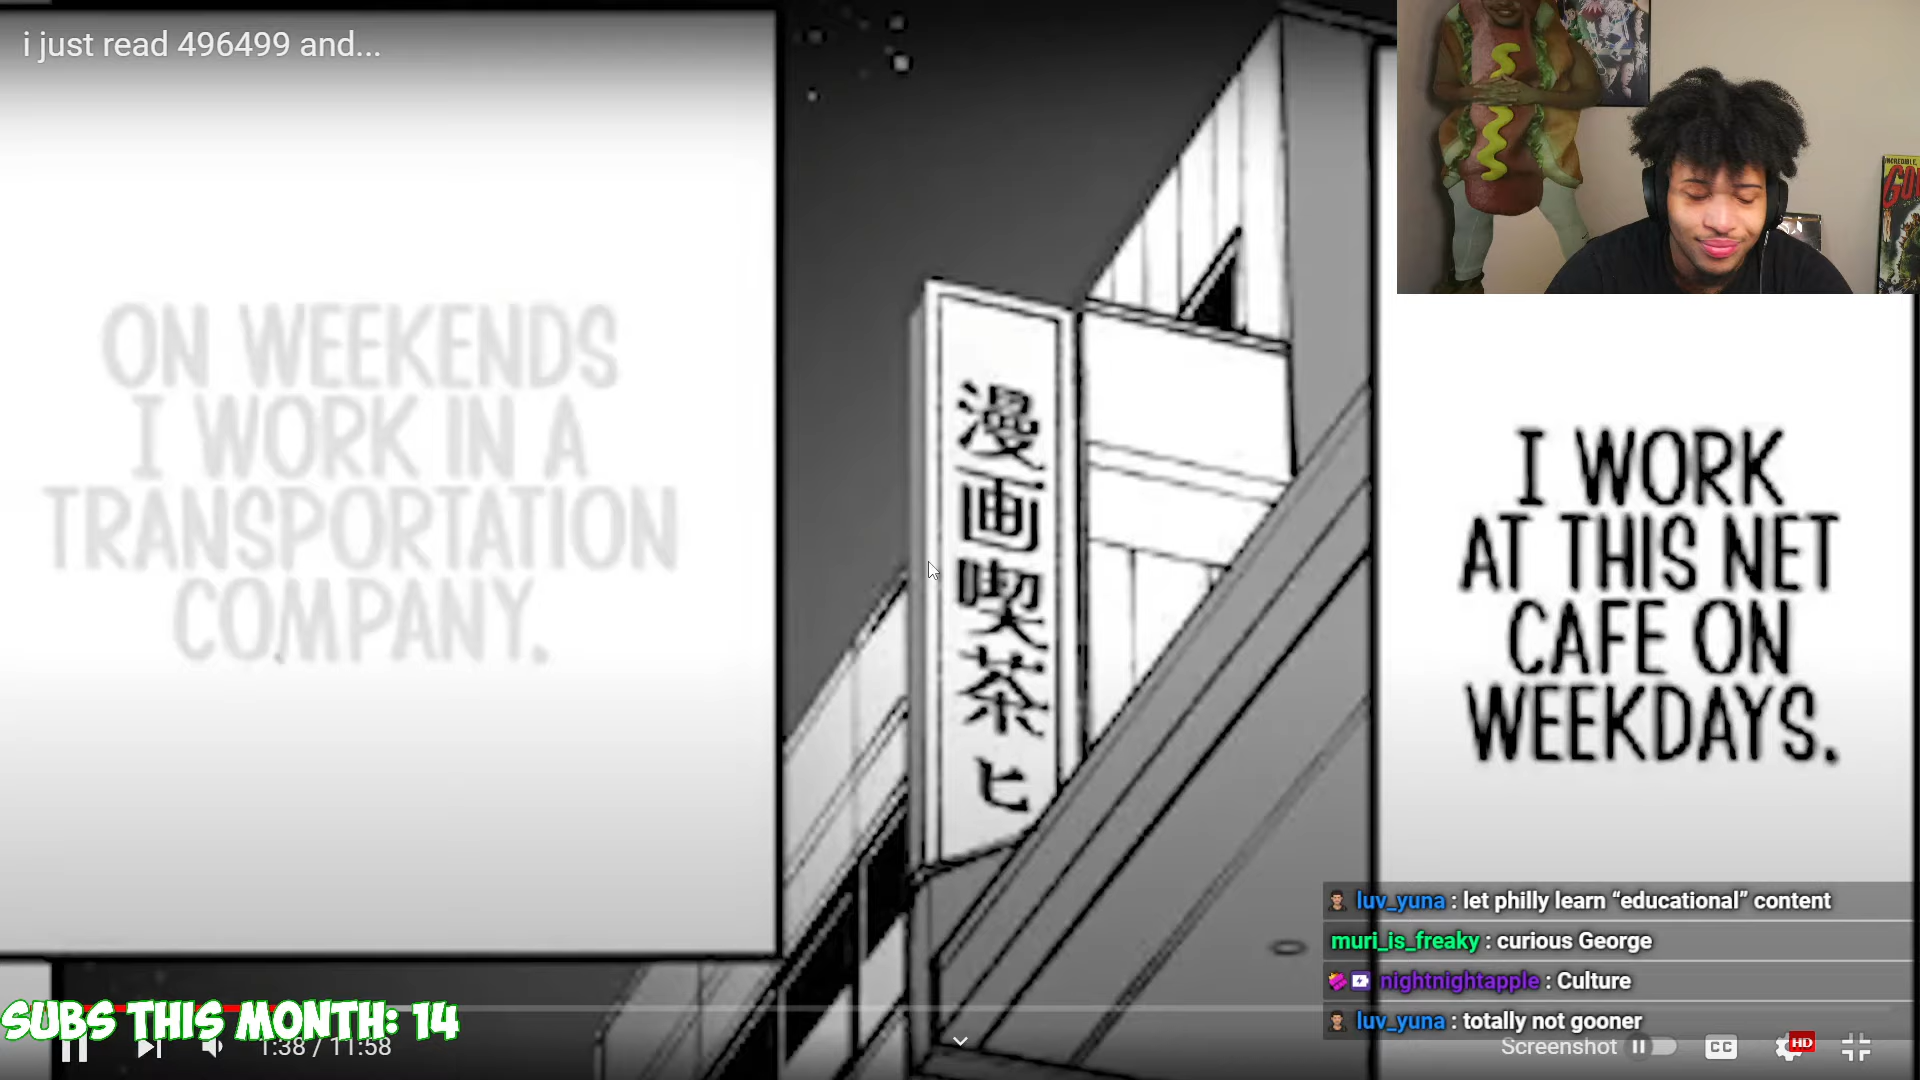 i just read 496499 and...
ON WEEKENDS
I WORK IN A
TRANSPORTATION
COMPANY.
漫画喫茶ヒ
I WORK
AT THIS NET
CAFE ON
WEEKDAYS.
INCREDIBLE
luv_yuna : let philly learn “educational” content
muri_is_freaky : curious George
nightnightapple : Culture
luv_yuna : totally not gooner
SUBS THIS MONTH: 14
1:38 / 11:58
Screenshot
CC
HD